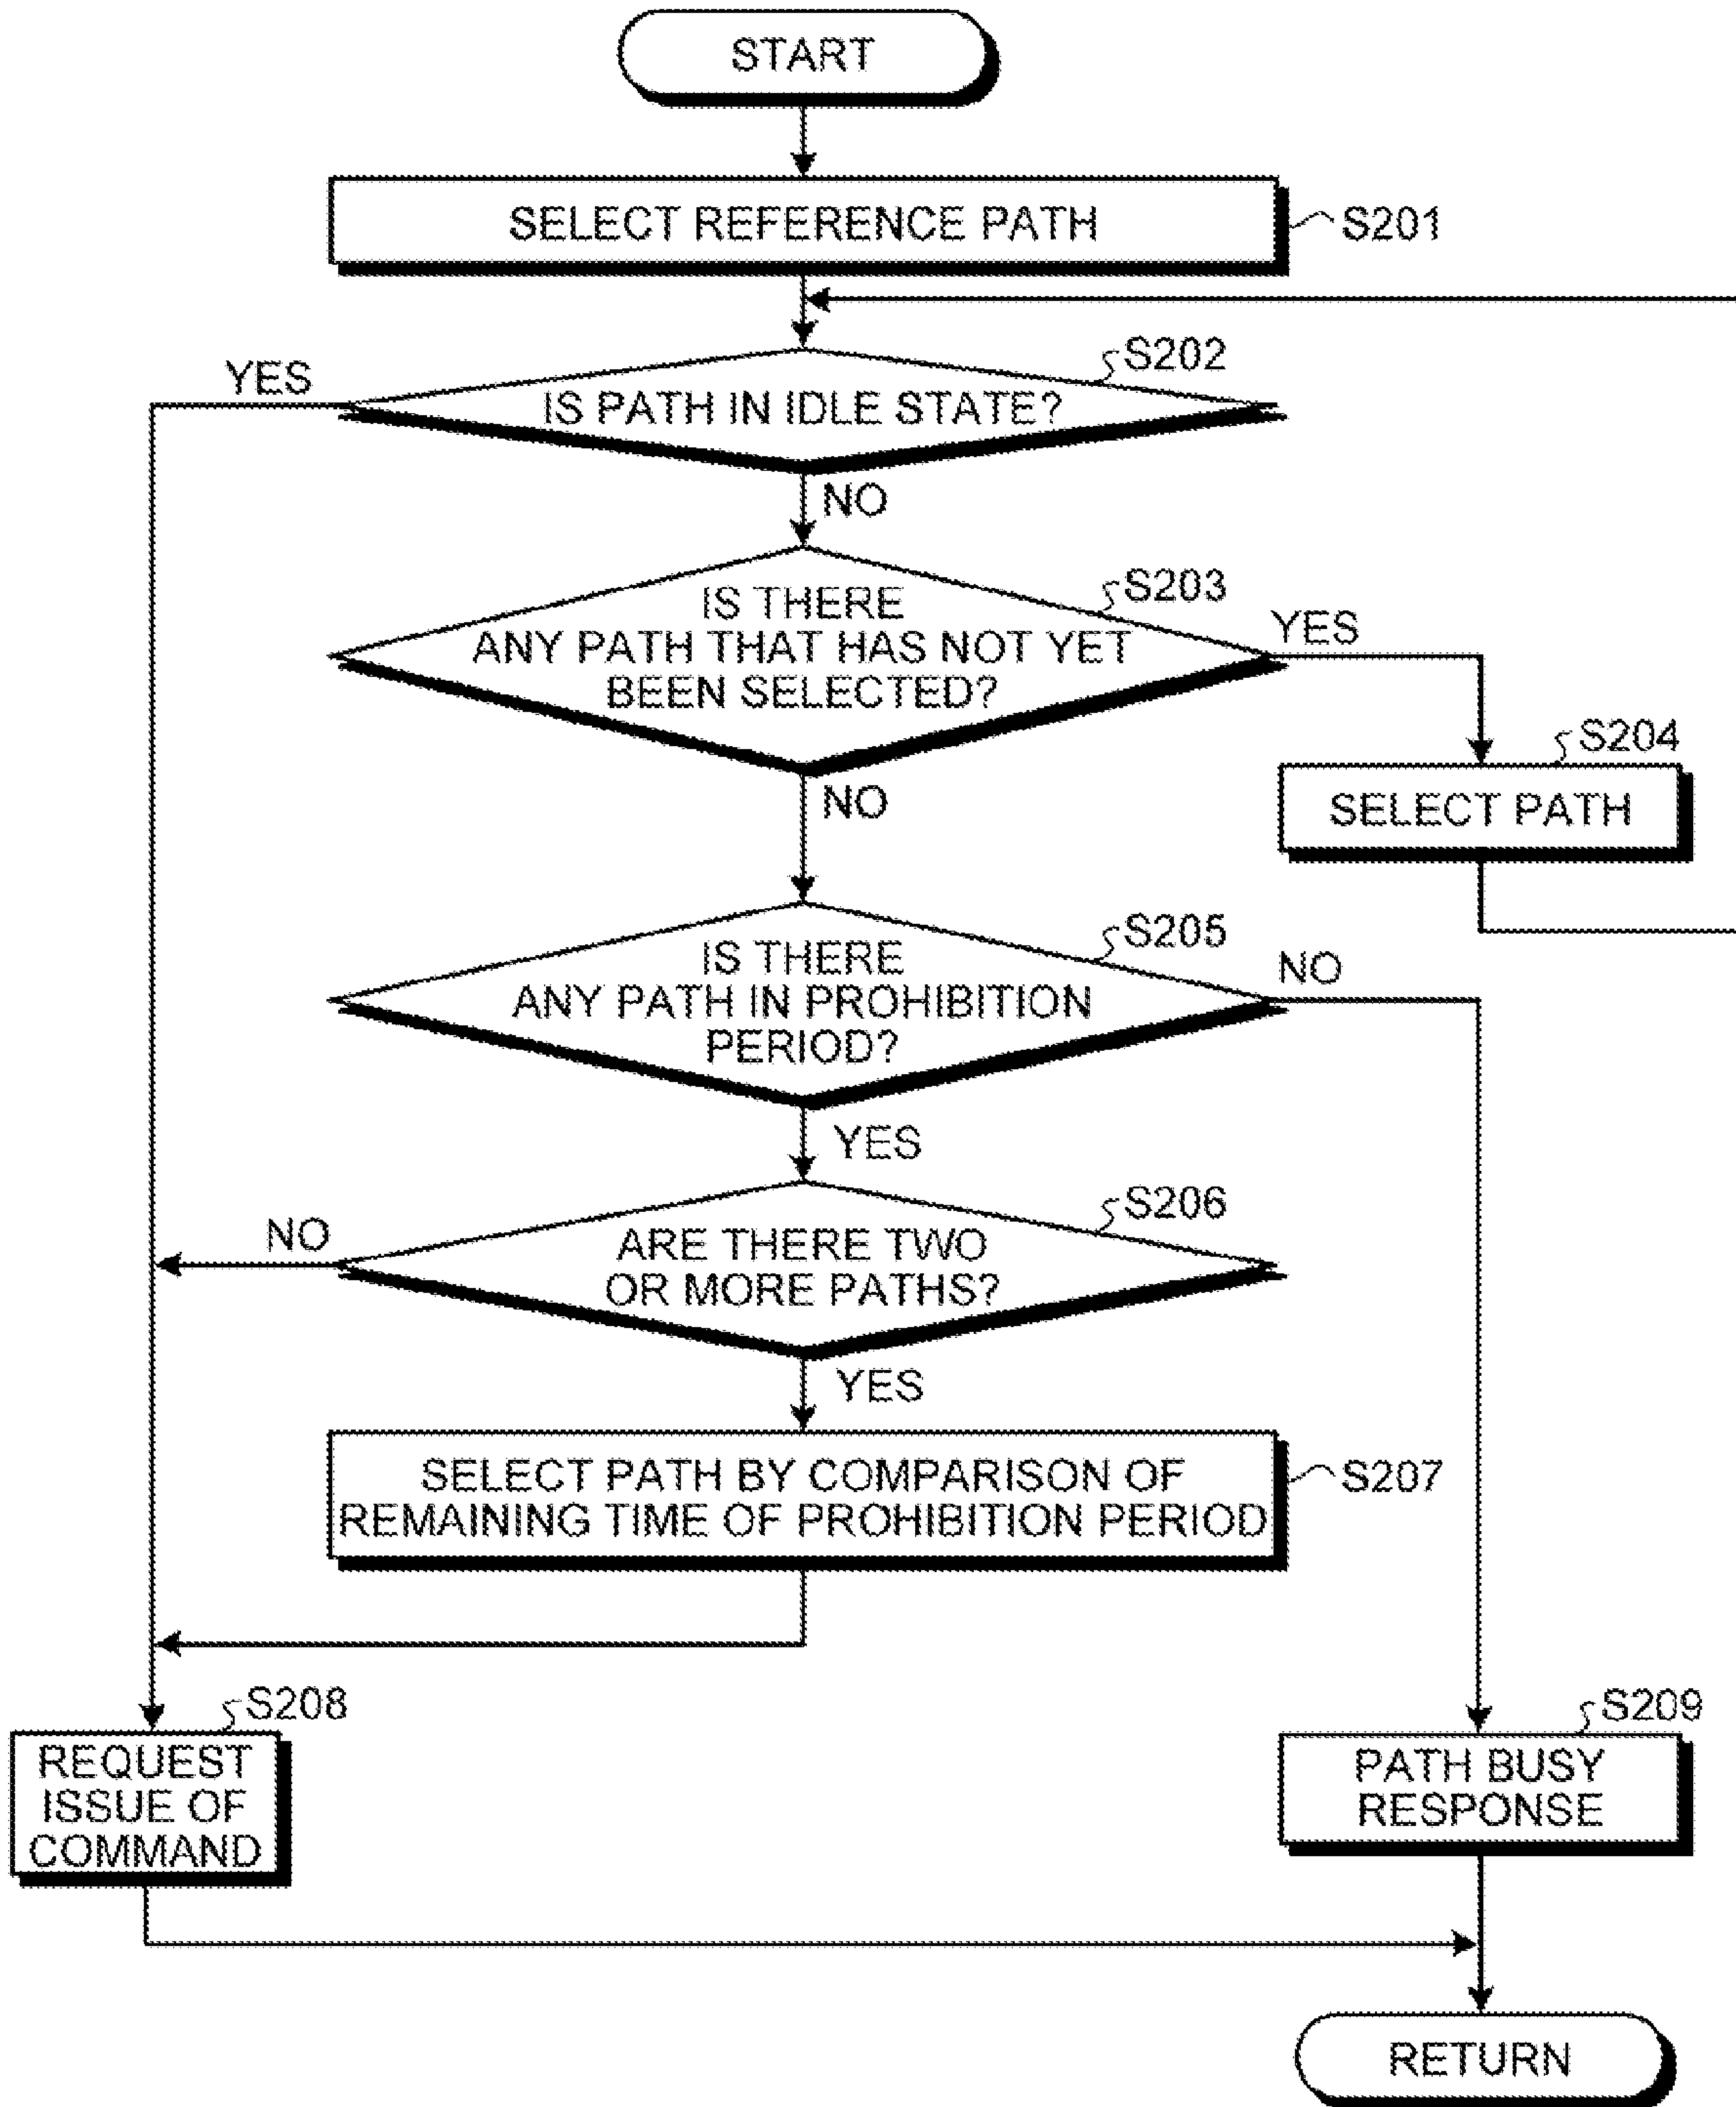 START
SELECT REFERENCE PATH
S201
S202
YES
IS PATH IN IDLE STATE?
NO
S203
IS THERE
ANY PATH THAT HAS NOT YET
BEEN SELECTED?
YES
S204
SELECT PATH
NO
S205
IS THERE
ANY PATH IN PROHIBITION
PERIOD?
NO
YES
S206
NO
ARE THERE TWO
OR MORE PATHS?
YES
SELECT PATH BY COMPARISON OF
REMAINING TIME OF PROHIBITION PERIOD
S207
S208
REQUEST
ISSUE OF
COMMAND
S209
PATH BUSY
RESPONSE
RETURN